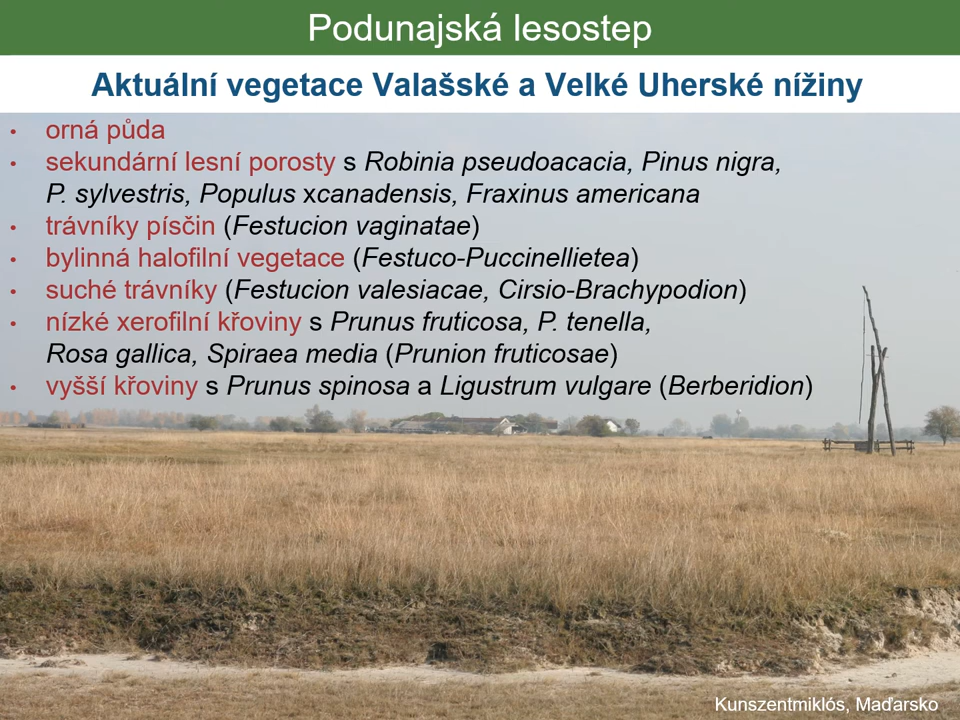 Podunajská lesostep
Aktuální vegetace Valašské a Velké Uherské nížiny
• orná půda
• sekundární lesní porosty s Robinia pseudoacacia, Pinus nigra,
P. sylvestris, Populus xcanadensis, Fraxinus americana
• trávníky písčin (Festucion vaginatae)
• bylinná halofilní vegetace (Festuco-Puccinellietea)
• suché trávníky (Festucion valesiacae, Cirsio-Brachypodion)
• nízké xerofilní křoviny s Prunus fruticosa, P. tenella,
Rosa gallica, Spiraea media (Prunion fruticosae)
• vyšší křoviny s Prunus spinosa a Ligustrum vulgare (Berberidion)
Kunszentmiklós, Maďarsko